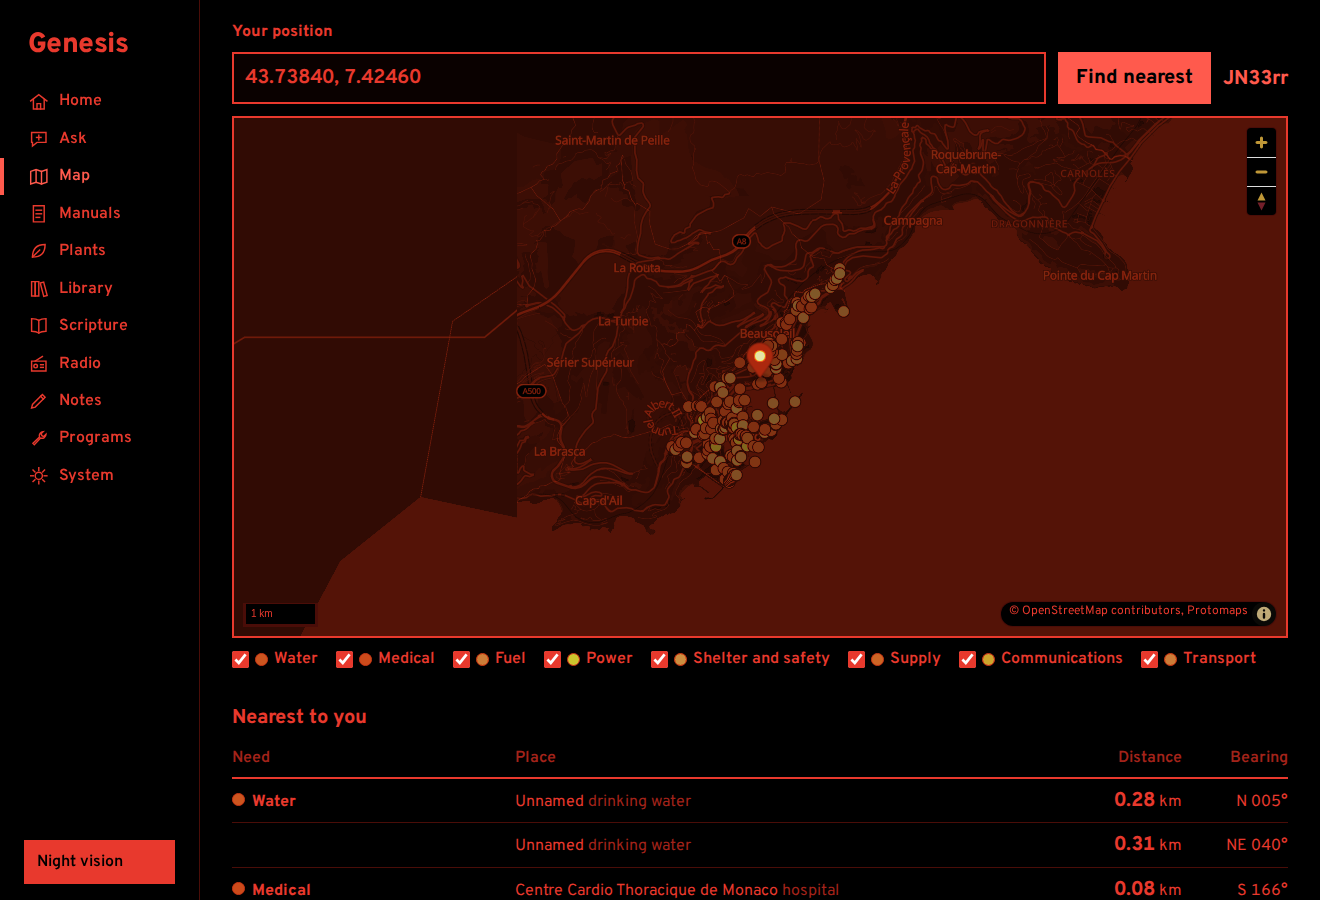 Genesis
Home
Ask
Map
Manuals
Plants
Library
Scripture
Radio
Notes
Programs
System
Night vision
Your position
43.73840, 7.42460
Find nearest
JN33rr
Saint-Martin de Peille
La Provençale
Roquebrune-
Cap-Martin
CARNOLÈS
Campagna
DRAGONNIÈRE
A8
La Routa
Pointe du Cap Martin
La Turbie
Beausoleil
Sérier Supérieur
A500
Albert II
Tunnel
La Brasca
Cap-d'Ail
1 km
© OpenStreetMap contributors, Protomaps
Water
Medical
Fuel
Power
Shelter and safety
Supply
Communications
Transport
Nearest to you
Need Place Distance Bearing
Water Unnamed drinking water 0.28 km N 005°
Unnamed drinking water 0.31 km NE 040°
Medical Centre Cardio Thoracique de Monaco hospital 0.08 km S 166°